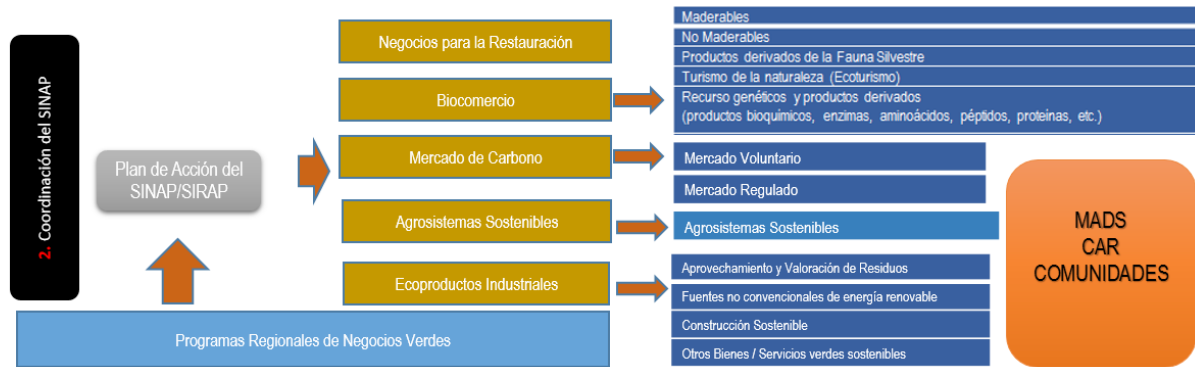 2. Coordinación del SINAP
Plan de Acción del
SINAP/SIRAP
Programas Regionales de Negocios Verdes
Negocios para la Restauración
Biocomercio
Mercado de Carbono
Agrosistemas Sostenibles
Ecoproductos Industriales
Maderables
No Maderables
Productos derivados de la Fauna Silvestre
Turismo de la naturaleza (Ecoturismo)
Recurso genéticos y productos derivados
(productos bioquímicos, enzimas, aminoácidos, péptidos, proteínas, etc.)
Mercado Voluntario
Mercado Regulado
Agrosistemas Sostenibles
Aprovechamiento y Valoración de Residuos
Fuentes no convencionales de energía renovable
Construcción Sostenible
Otros Bienes / Servicios verdes sostenibles
MADS
CAR
COMUNIDADES